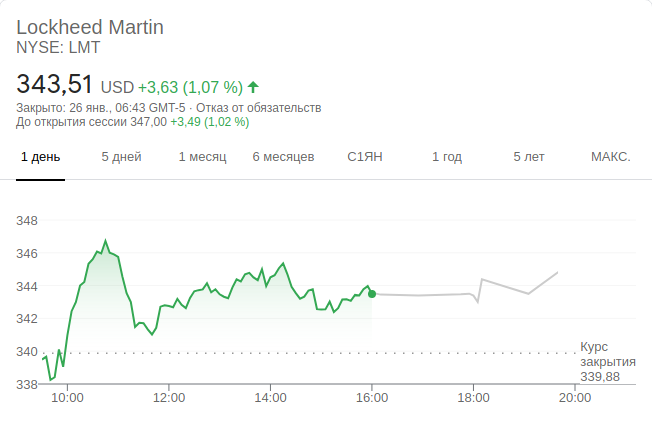 Lockheed Martin
NYSE: LMT
343,51 USD +3,63 (1,07 %)
Закрыто: 26 янв., 06:43 GMT-5 · Отказ от обязательств
До открытия сессии 347,00 +3,49 (1,02 %)
1 день 5 дней 1 месяц 6 месяцев С1ЯН 1 год 5 лет МАКС.
348
346
344
342
340
338
Курс
закрытия
339,88
10:00 12:00 14:00 16:00 18:00 20:00